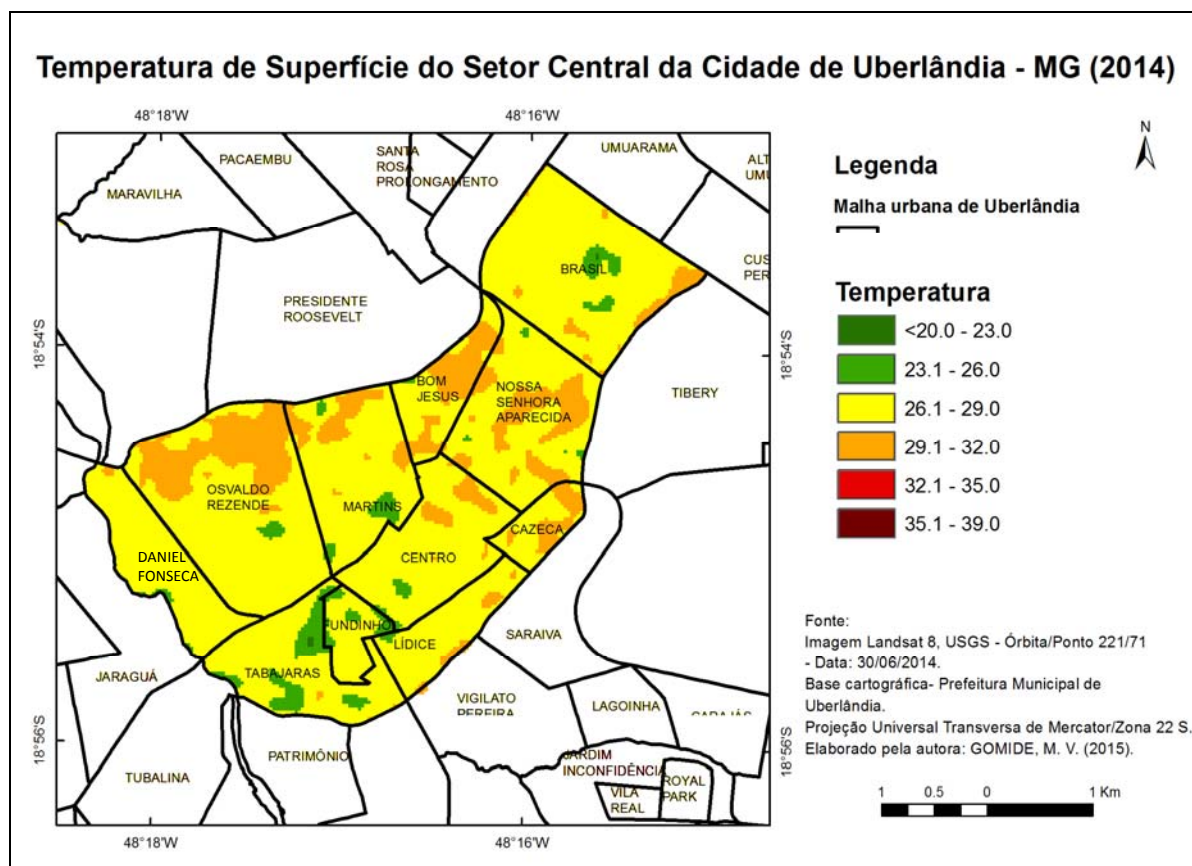 Temperatura de Superfície do Setor Central da Cidade de Uberlândia - MG (2014)
48°18'W
48°16'W
N
UMUARAMA
PACAEMBU
SANTA
ROSA
PROLONGAMENTO
MARAVILHA
BRASIL
PRESIDENTE
ROOSEVELT
18°54'S
18°54'S
BOM
JESUS
NOSSA
SENHORA
APARECIDA
TIBERY
OSVALDO
REZENDE
MARTINS
CAZECA
CENTRO
DANIEL
FONSECA
UNDINHO
LÍDICE
SARAIVA
TABAJARAS
JARAGUÁ
VIGILATO
PEREIRA
LAGOINHA
CARAJÁS
18°56'S
18°56'S
PATRIMÔNIO
TUBALINA
JARDIM
INCONFIDÊNCIA
ROYAL
PARK
VILA
REAL
48°18'W
48°16'W
Legenda
Malha urbana de Uberlândia
Temperatura
<20.0 - 23.0
23.1 - 26.0
26.1 - 29.0
29.1 - 32.0
32.1 - 35.0
35.1 - 39.0
Fonte:
Imagem Landsat 8, USGS - Órbita/Ponto 221/71
- Data: 30/06/2014.
Base cartográfica- Prefeitura Municipal de
Uberlândia.
Projeção Universal Transversa de Mercator/Zona 22 S.
Elaborado pela autora: GOMIDE, M. V. (2015).
1 0.5 0 1 Km